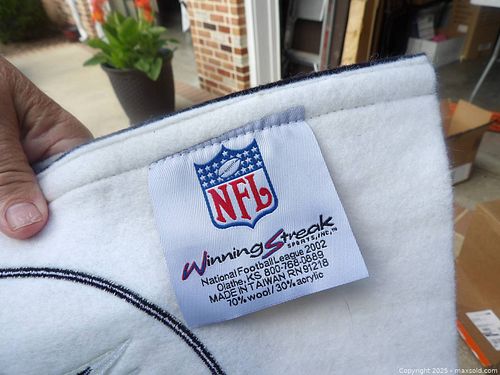 NFL
Winning Streak
SPORTS, INC.™
National Football League 2002
Olathe, KS 800-768-0889
MADE IN TAIWAN RN 91218
70% wool / 30% acrylic
Copyright 2025 - maxsold.com